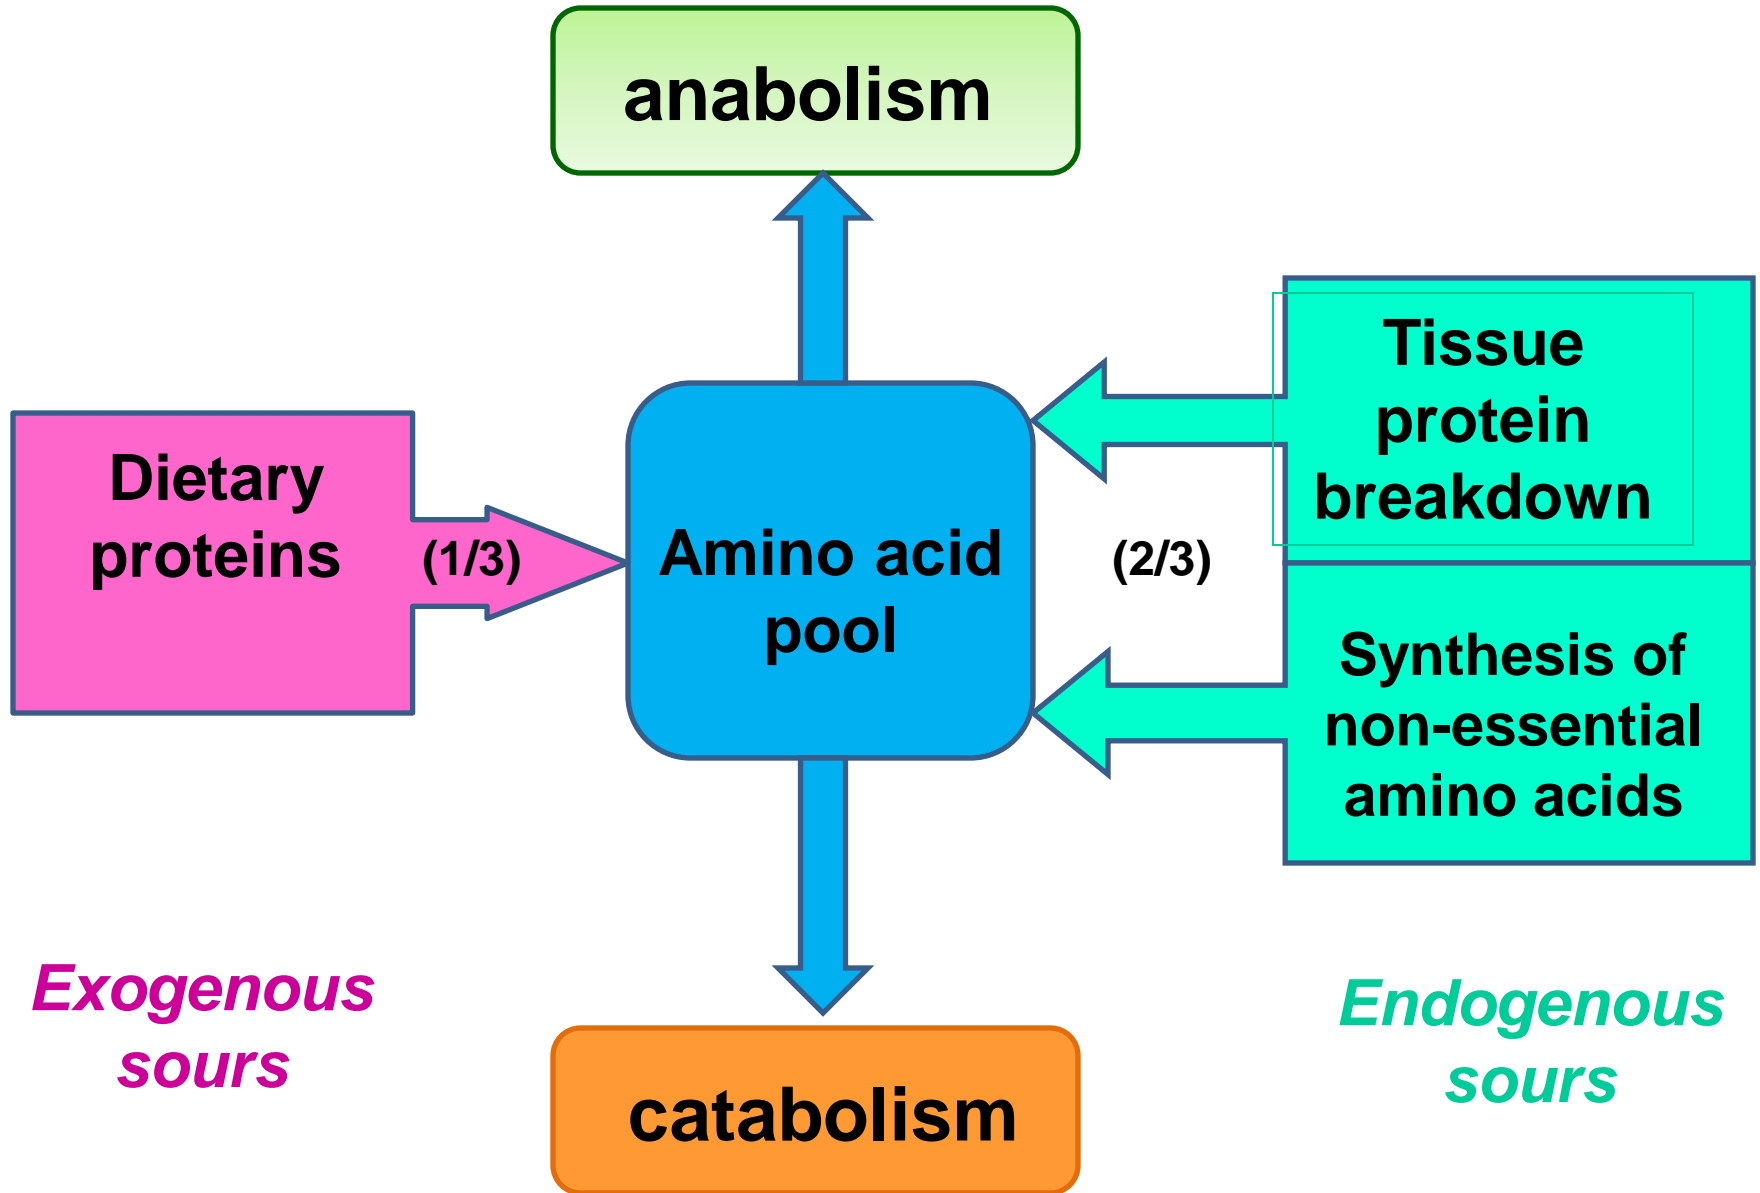 anabolism
Dietary
proteins
(1/3)
Amino acid
pool
(2/3)
Tissue
protein
breakdown
Synthesis of
non-essential
amino acids
Exogenous
sours
Endogenous
sours
catabolism